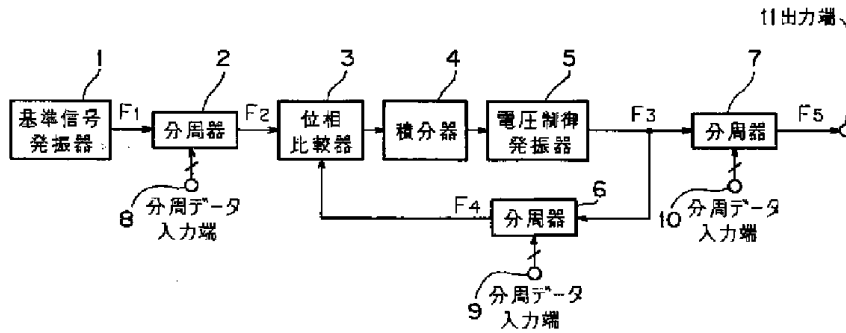 11出力端
1
2
3
4
5
7
基準信号
発振器
F1
分周器
F2
位相
比較器
積分器
電圧制御
発振器
F3
分周器
F5
8
分周データ
入力端
F4
6
分周器
10
分周データ
入力端
9
分周データ
入力端